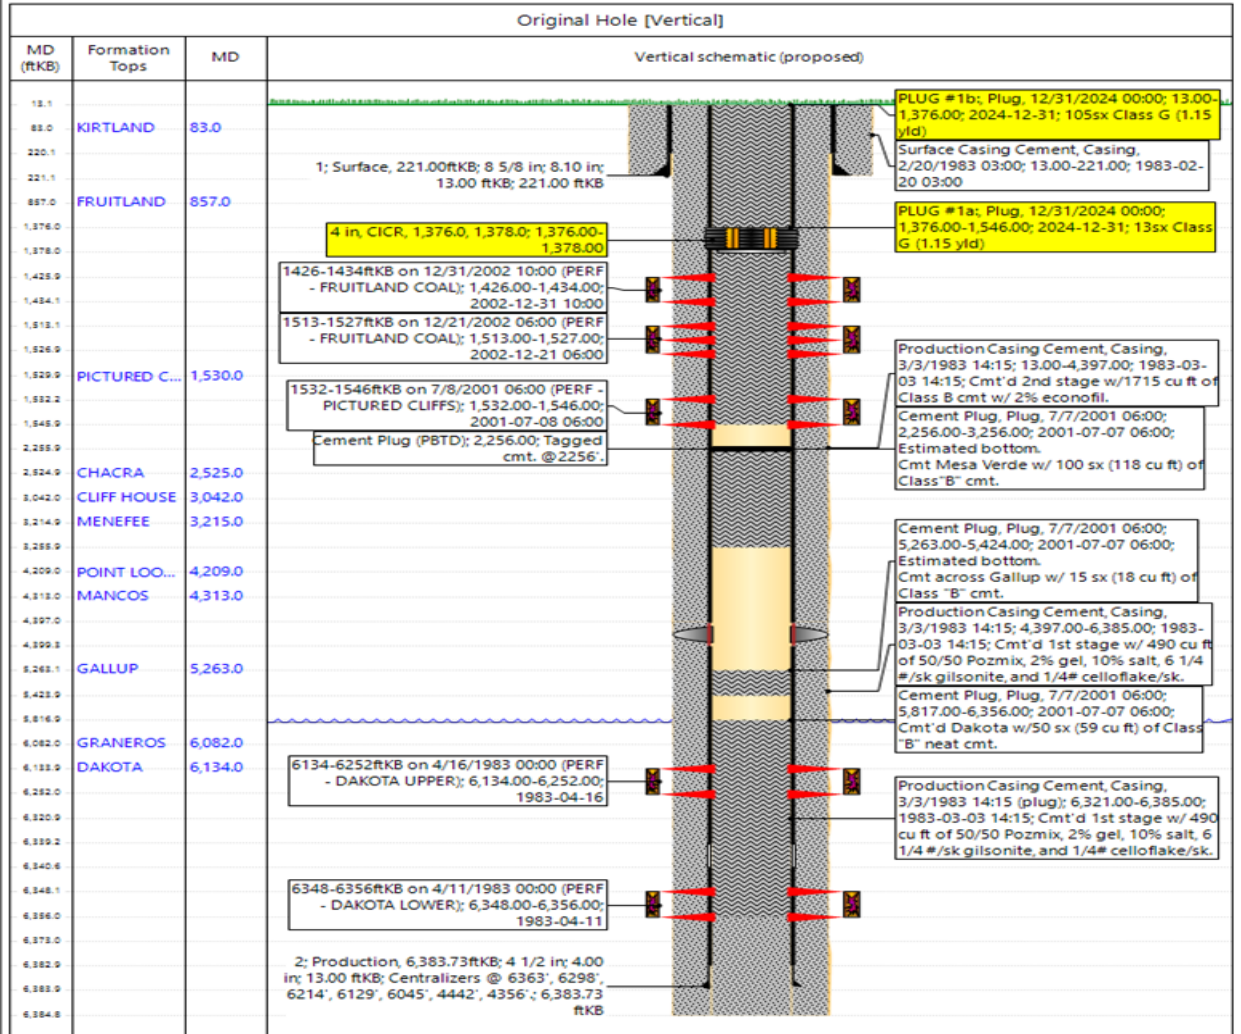 Original Hole [Vertical]
MD
(ftKB)
Formation
Tops
MD
Vertical schematic (proposed)
13.1
83.0
KIRTLAND
83.0
220.1
221.1
857.0
FRUITLAND
857.0
1,376.0
1,378.0
1,425.9
1,434.1
1,513.1
1,526.9
1,529.9
PICTURED C...
1,530.0
1,532.2
1,545.9
2,255.9
2,524.9
CHACRA
2,525.0
3,042.0
CLIFF HOUSE
3,042.0
3,214.9
MENEFEE
3,215.0
3,255.9
4,209.0
POINT LOO...
4,209.0
4,313.0
MANCOS
4,313.0
4,397.0
4,399.3
5,263.1
GALLUP
5,263.0
5,423.9
5,816.9
6,082.0
GRANEROS
6,082.0
6,133.9
DAKOTA
6,134.0
6,252.0
6,320.9
6,339.2
6,340.6
6,348.1
6,356.0
6,373.0
6,382.9
6,383.9
6,384.8
1; Surface, 221.00ftKB; 8 5/8 in; 8.10 in;
13.00 ftKB; 221.00 ftKB
4 in, CICR, 1,376.0, 1,378.0; 1,376.00-
1,378.00
1426-1434ftKB on 12/31/2002 10:00 (PERF
- FRUITLAND COAL); 1,426.00-1,434.00;
2002-12-31 10:00
1513-1527ftKB on 12/21/2002 06:00 (PERF
- FRUITLAND COAL); 1,513.00-1,527.00;
2002-12-21 06:00
1532-1546ftKB on 7/8/2001 06:00 (PERF -
PICTURED CLIFFS); 1,532.00-1,546.00;
2001-07-08 06:00
Cement Plug (PBTD); 2,256.00; Tagged
cmt. @2256'.
6134-6252ftKB on 4/16/1983 00:00 (PERF
- DAKOTA UPPER); 6,134.00-6,252.00;
1983-04-16
6348-6356ftKB on 4/11/1983 00:00 (PERF
- DAKOTA LOWER); 6,348.00-6,356.00;
1983-04-11
2; Production, 6,383.73ftKB; 4 1/2 in; 4.00
in; 13.00 ftKB; Centralizers @ 6363', 6298',
6214', 6129', 6045', 4442', 4356'.; 6,383.73
ftKB
PLUG #1b:, Plug, 12/31/2024 00:00; 13.00-
1,376.00; 2024-12-31; 105sx Class G (1.15
yld)
Surface Casing Cement, Casing,
2/20/1983 03:00; 13.00-221.00; 1983-02-
20 03:00
PLUG #1a:, Plug, 12/31/2024 00:00;
1,376.00-1,546.00; 2024-12-31; 13sx Class
G (1.15 yld)
Production Casing Cement, Casing,
3/3/1983 14:15; 13.00-4,397.00; 1983-03-
03 14:15; Cmt'd 2nd stage w/1715 cu ft of
Class B cmt w/ 2% econofil.
Cement Plug, Plug, 7/7/2001 06:00;
2,256.00-3,256.00; 2001-07-07 06:00;
Estimated bottom.
Cmt Mesa Verde w/ 100 sx (118 cu ft) of
Class"B" cmt.
Cement Plug, Plug, 7/7/2001 06:00;
5,263.00-5,424.00; 2001-07-07 06:00;
Estimated bottom.
Cmt across Gallup w/ 15 sx (18 cu ft) of
Class "B" cmt.
Production Casing Cement, Casing,
3/3/1983 14:15; 4,397.00-6,385.00; 1983-
03-03 14:15; Cmt'd 1st stage w/ 490 cu ft
of 50/50 Pozmix, 2% gel, 10% salt, 6 1/4
#/sk gilsonite, and 1/4# celloflake/sk.
Cement Plug, Plug, 7/7/2001 06:00;
5,817.00-6,356.00; 2001-07-07 06:00;
Cmt'd Dakota w/50 sx (59 cu ft) of Class
"B" neat cmt.
Production Casing Cement, Casing,
3/3/1983 14:15 (plug); 6,321.00-6,385.00;
1983-03-03 14:15; Cmt'd 1st stage w/ 490
cu ft of 50/50 Pozmix, 2% gel, 10% salt, 6
1/4 #/sk gilsonite, and 1/4# celloflake/sk.